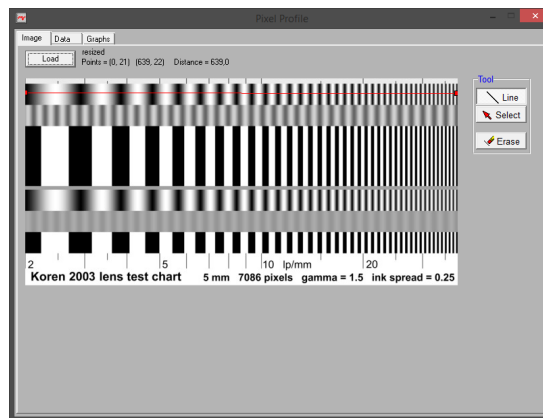 Pixel Profile
Image Data Graphs
Load
resized
Points = (0, 21) (639, 22) Distance = 639,0
Tool
Line
Select
Erase
2 5 10 lp/mm 20
Koren 2003 lens test chart 5 mm 7086 pixels gamma = 1.5 ink spread = 0.25